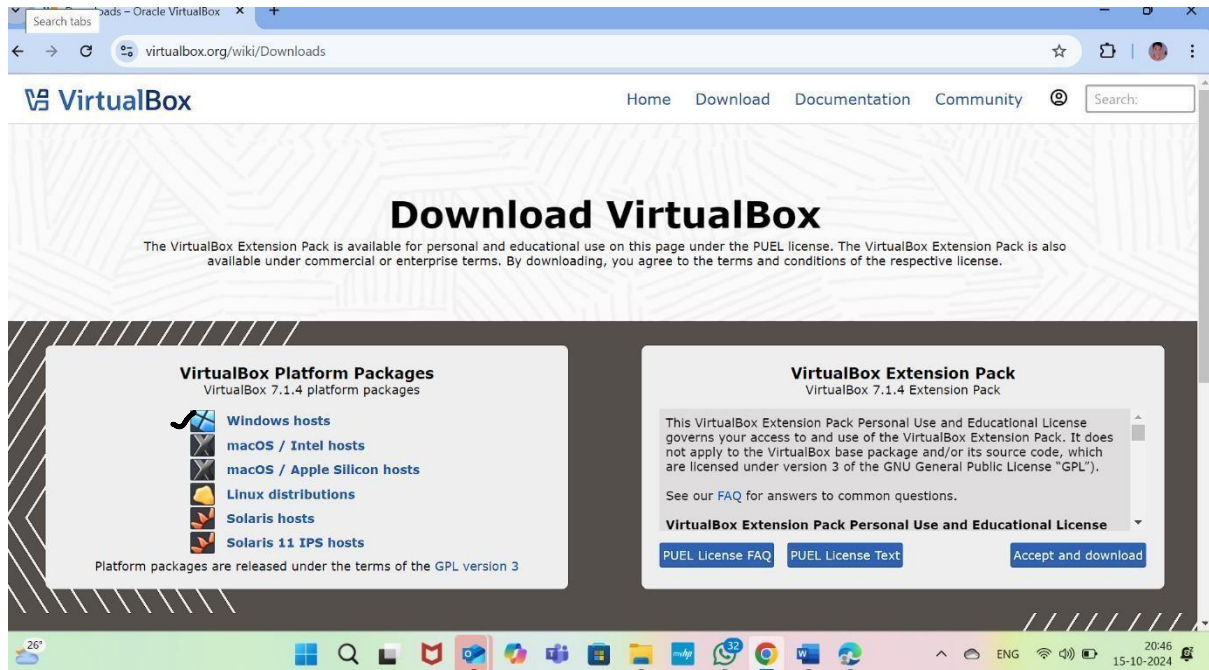 Downloads – Oracle VirtualBox
Search tabs
virtualbox.org/wiki/Downloads
VirtualBox
Home Download Documentation Community Search:
Download VirtualBox
The VirtualBox Extension Pack is available for personal and educational use on this page under the PUEL license. The VirtualBox Extension Pack is also
available under commercial or enterprise terms. By downloading, you agree to the terms and conditions of the respective license.
VirtualBox Platform Packages
VirtualBox 7.1.4 platform packages
Windows hosts
macOS / Intel hosts
macOS / Apple Silicon hosts
Linux distributions
Solaris hosts
Solaris 11 IPS hosts
Platform packages are released under the terms of the GPL version 3
VirtualBox Extension Pack
VirtualBox 7.1.4 Extension Pack
This VirtualBox Extension Pack Personal Use and Educational License
governs your access to and use of the VirtualBox Extension Pack. It does
not apply to the VirtualBox base package and/or its source code, which
are licensed under version 3 of the GNU General Public License "GPL").
See our FAQ for answers to common questions.
VirtualBox Extension Pack Personal Use and Educational License
PUEL License FAQ PUEL License Text Accept and download
26°
myhp
32
W
ENG
20:46
15-10-2024